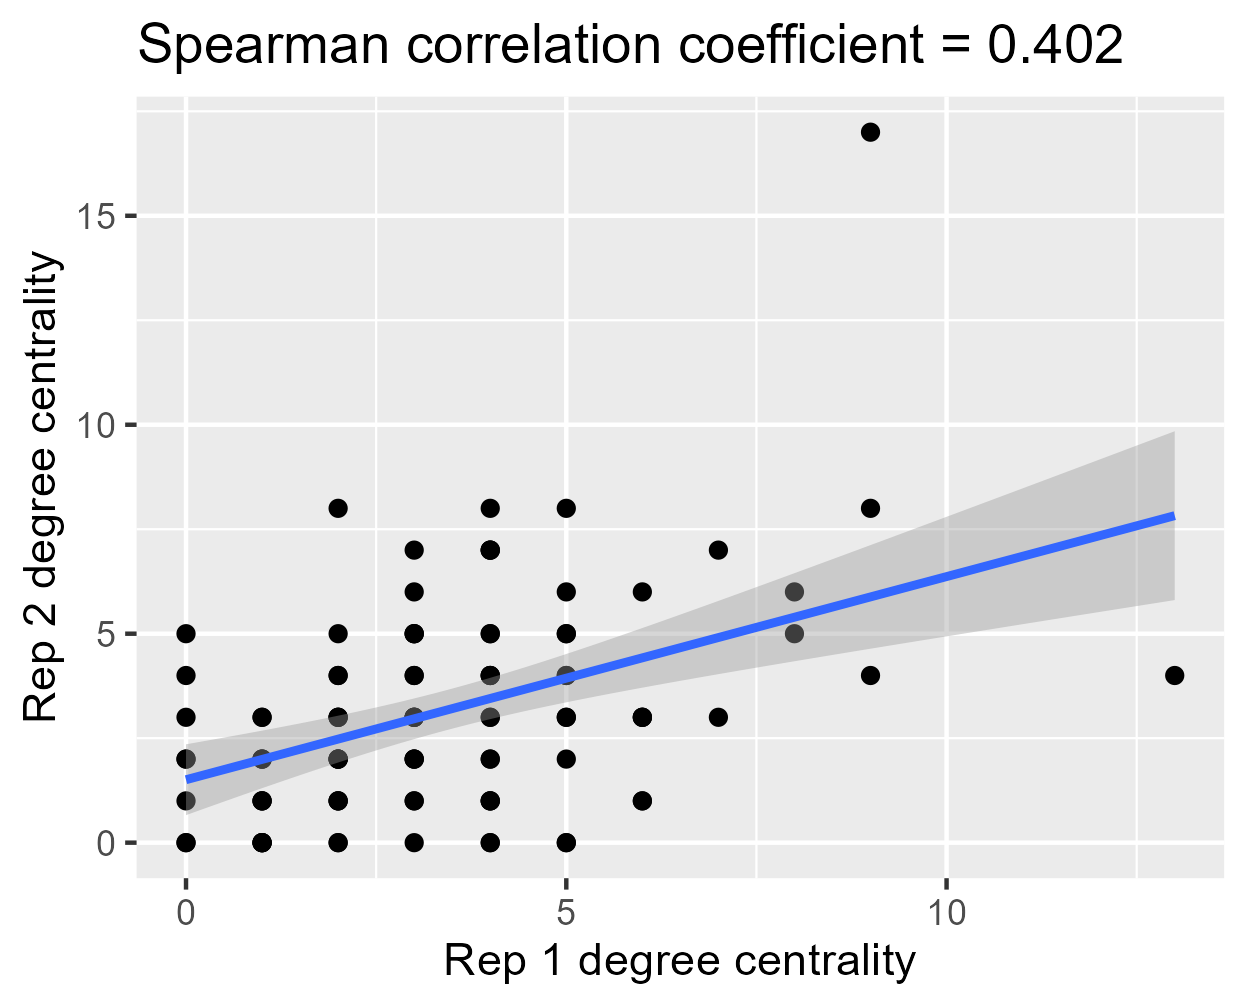 Spearman correlation coefficient = 0.402
15
10
5
0
Rep 2 degree centrality
0 5 10
Rep 1 degree centrality